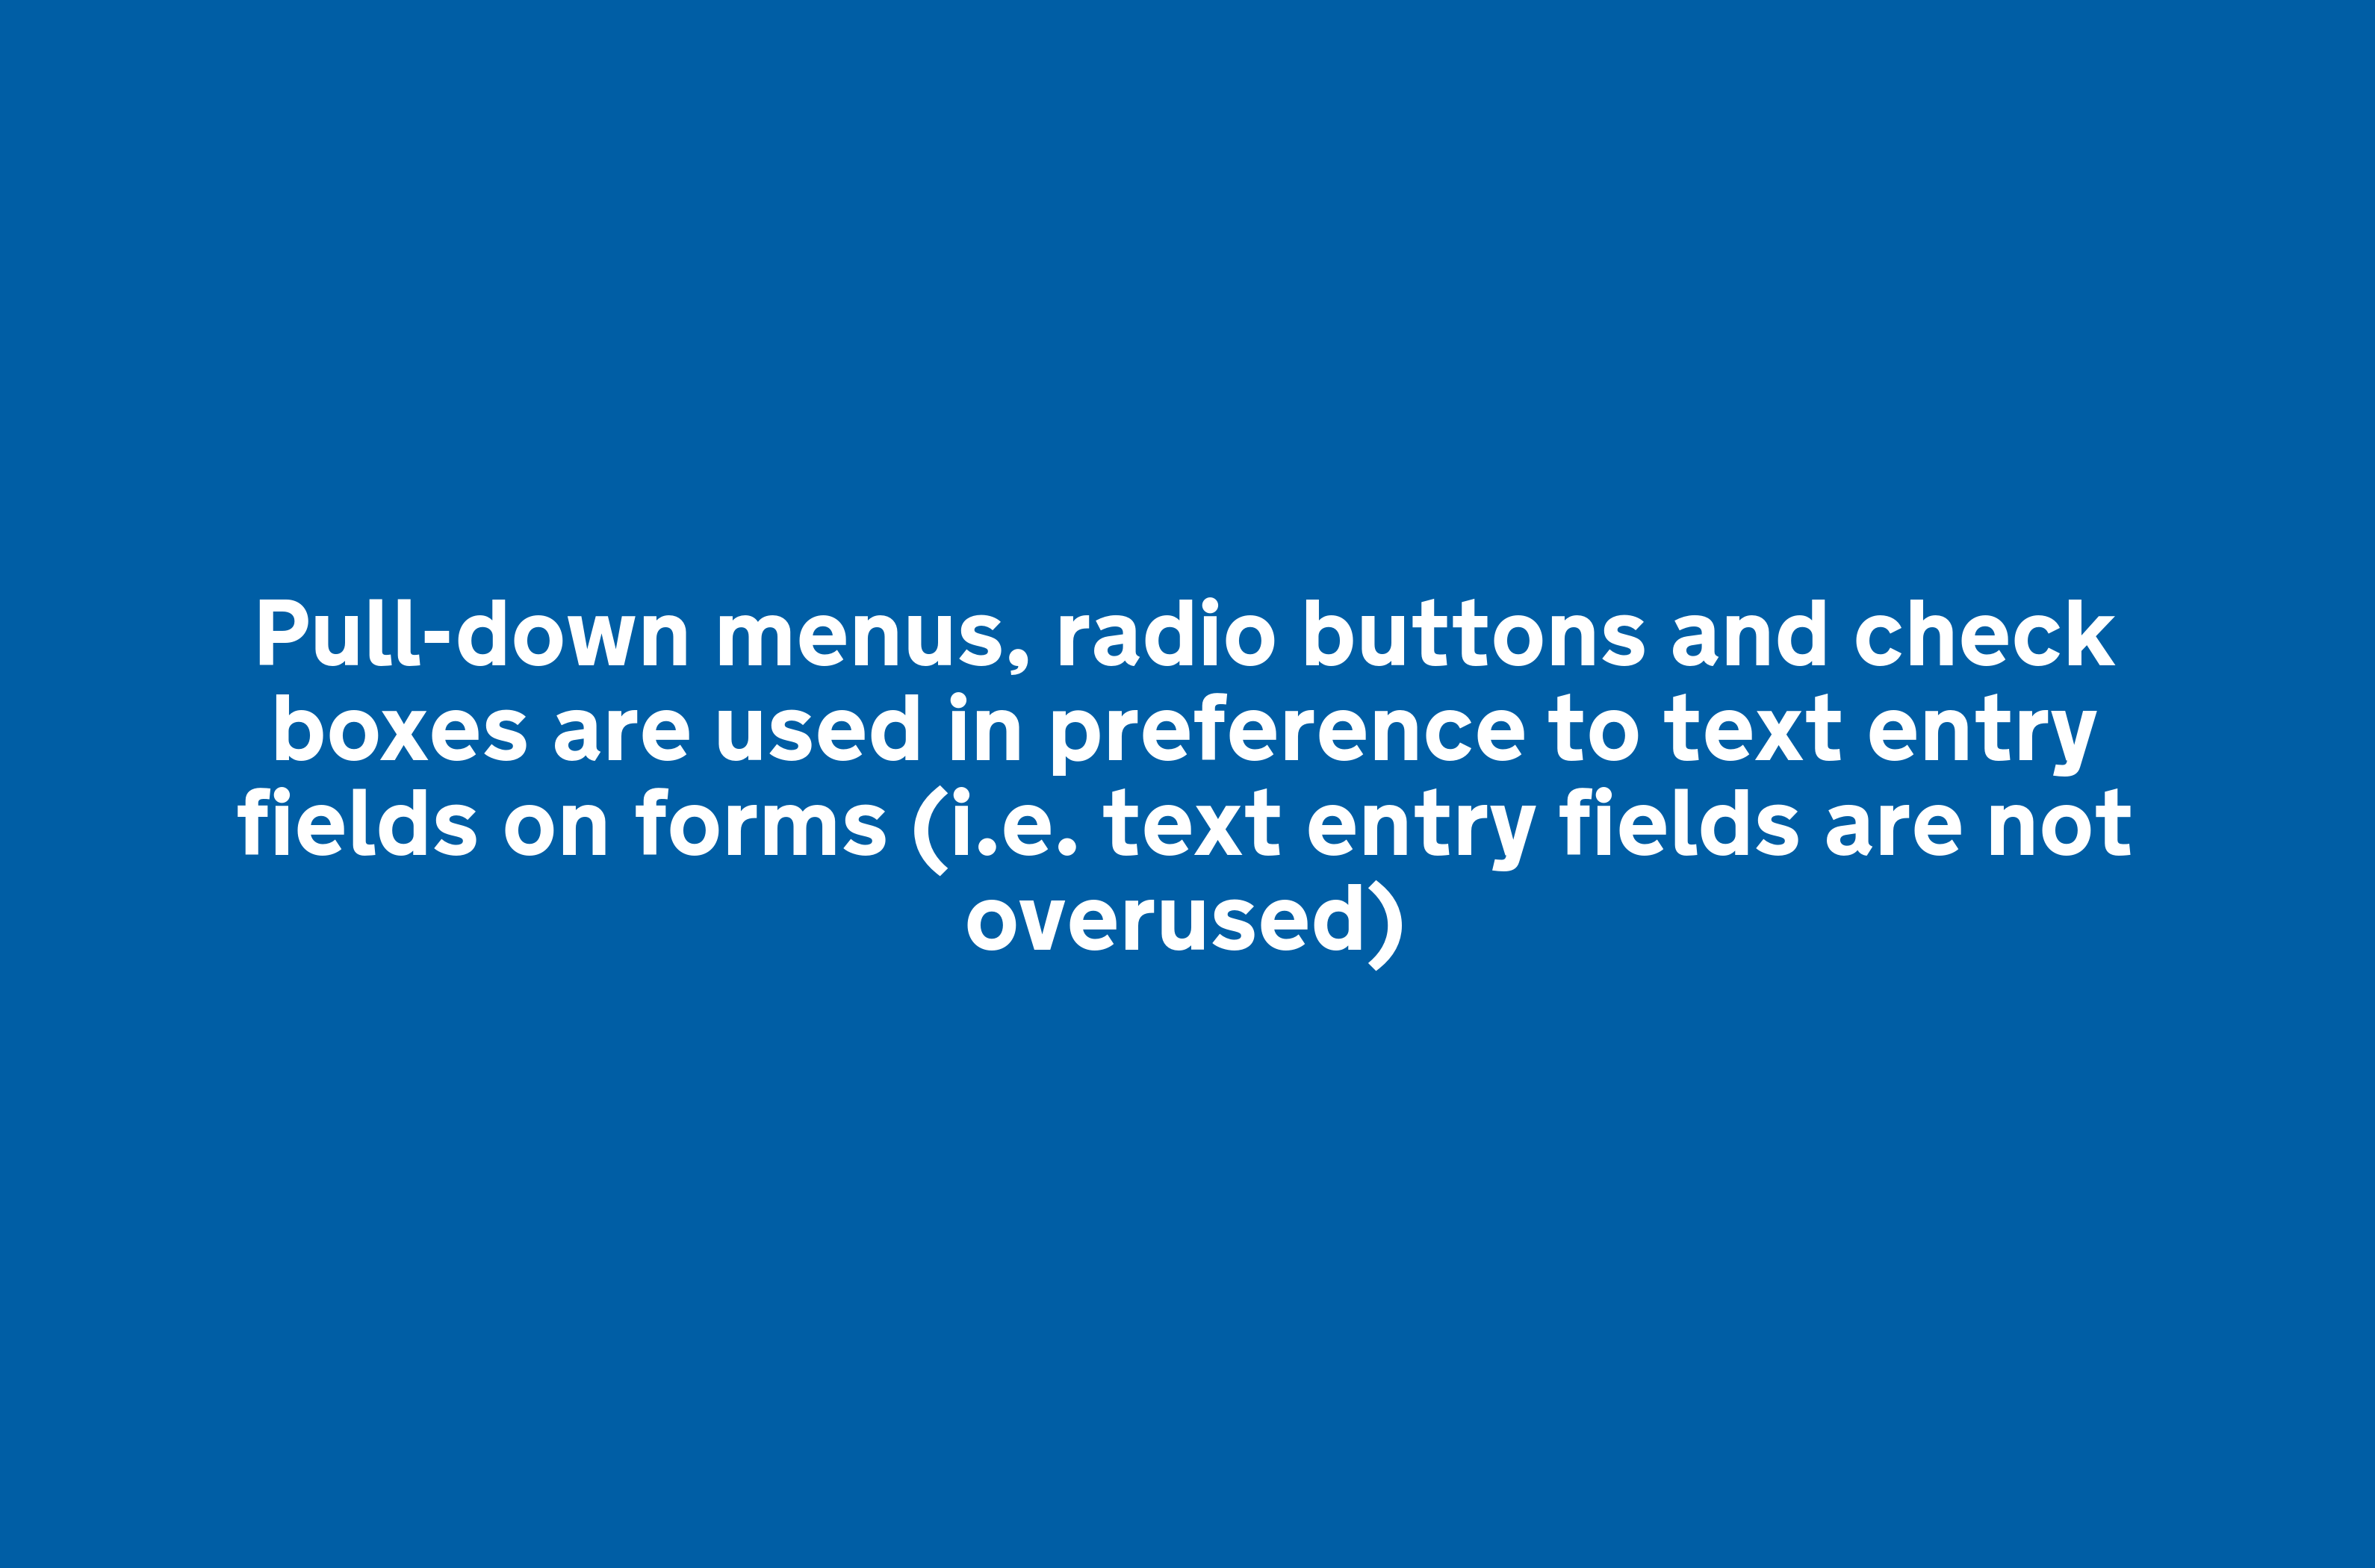 Pull-down menus, radio buttons and check
boxes are used in preference to text entry
fields on forms (i.e. text entry fields are not
overused)